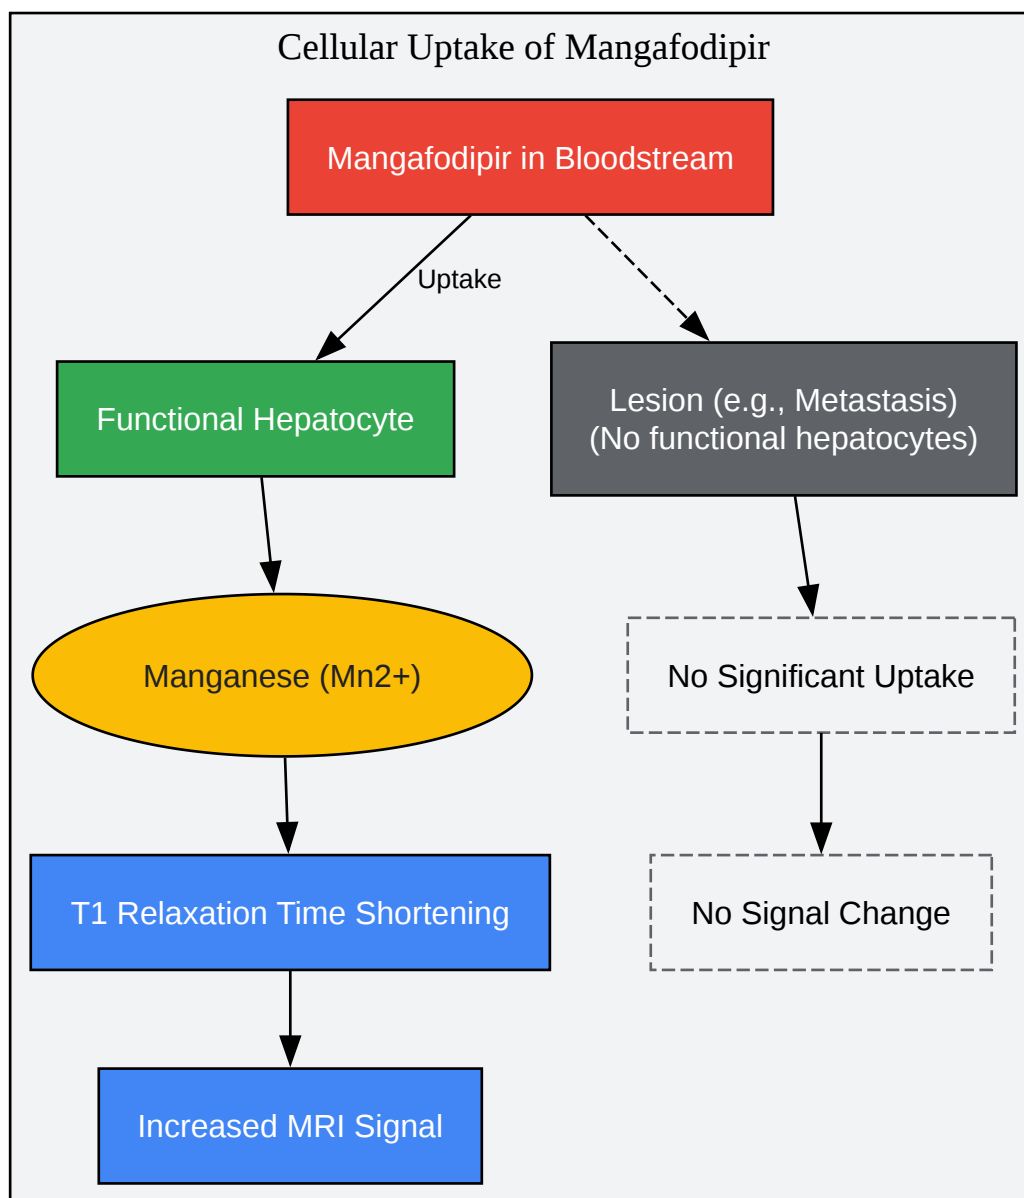 Cellular Uptake of Mangafodipir
Mangafodipir in Bloodstream
Uptake
Functional Hepatocyte
Lesion (e.g., Metastasis)
(No functional hepatocytes)
Manganese (Mn2+)
No Significant Uptake
T1 Relaxation Time Shortening
No Signal Change
Increased MRI Signal